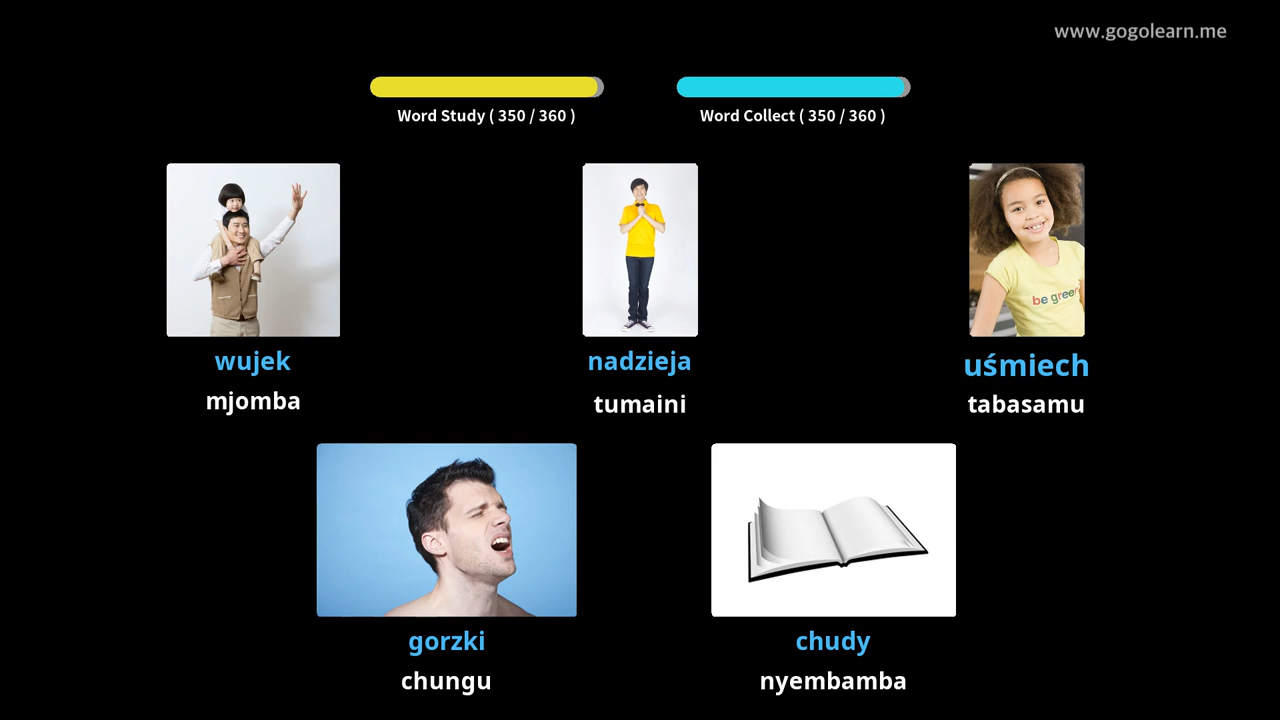 www.gogolearn.me
Word Study ( 350 / 360 )
Word Collect ( 350 / 360 )
be green
wujek
nadzieja
uśmiech
mjomba
tumaini
tabasamu
gorzki
chudy
chungu
nyembamba